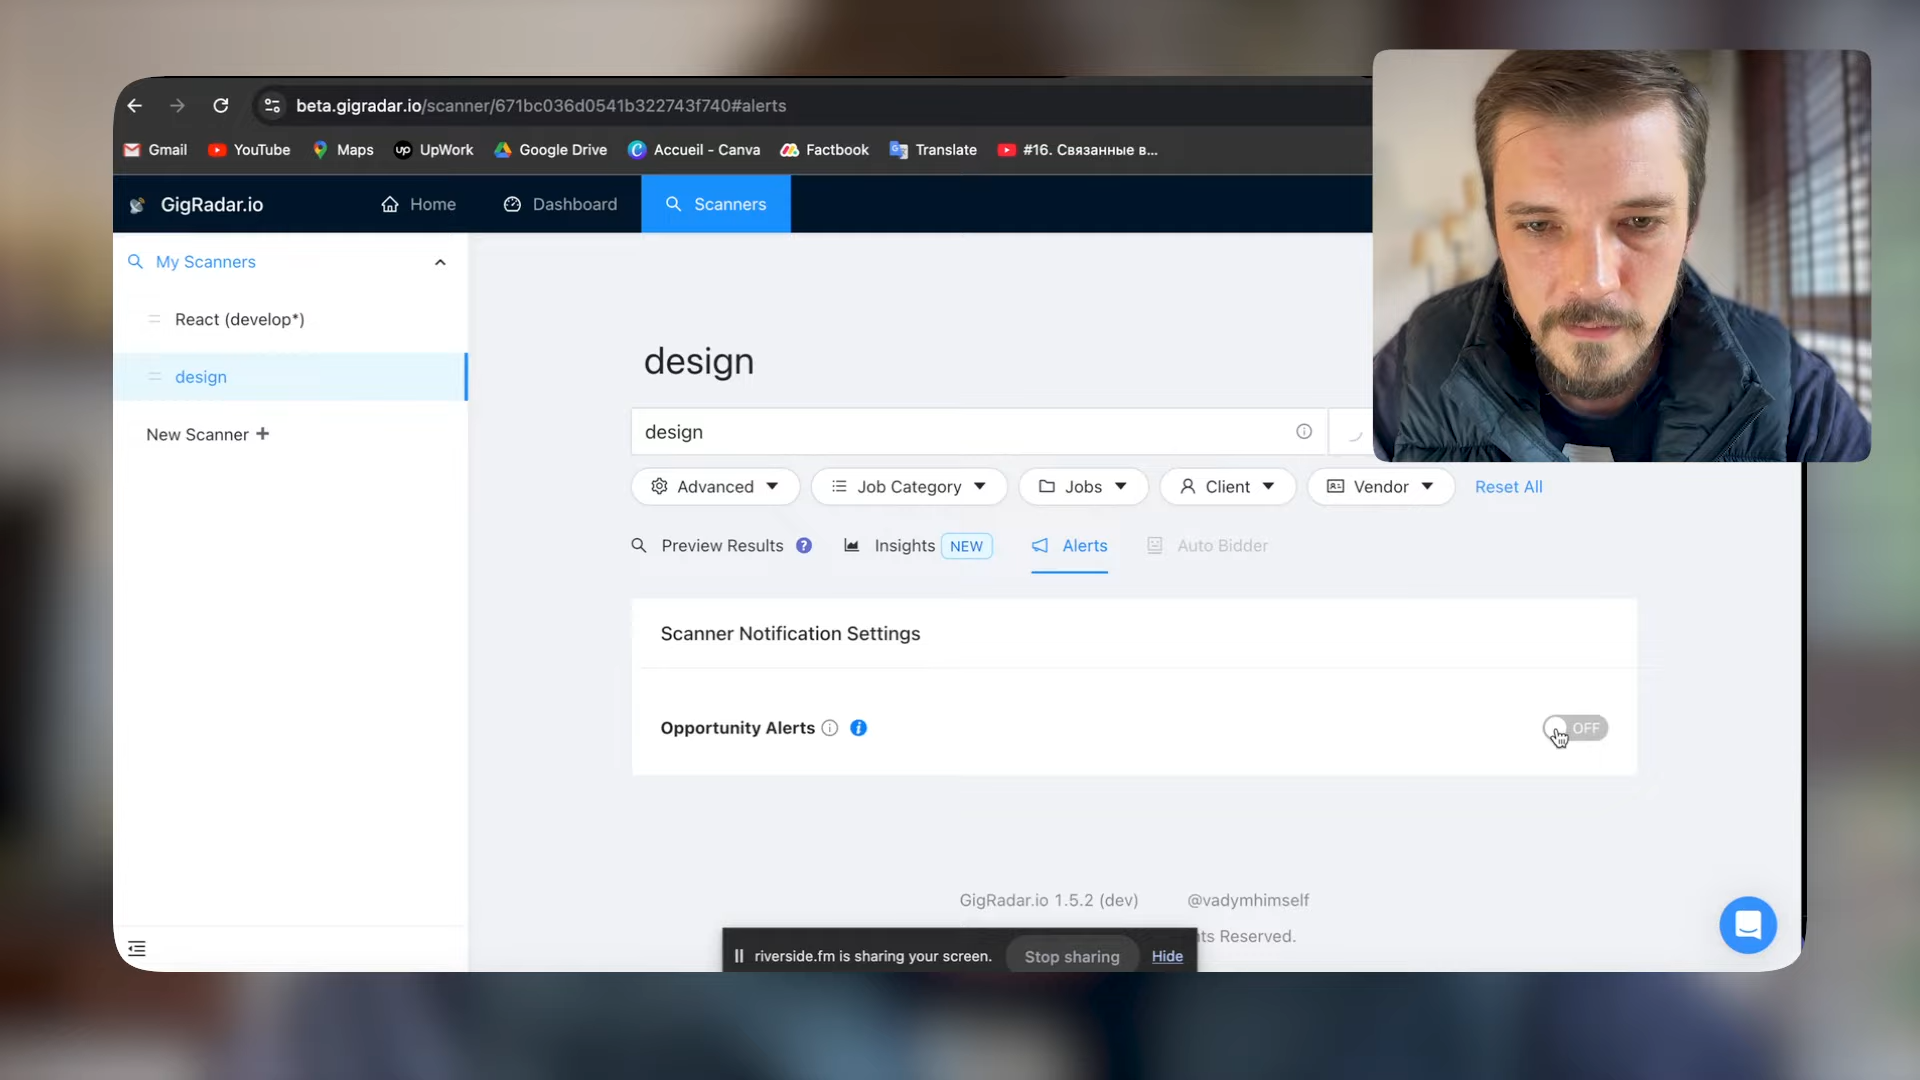 beta.gigradar.io/scanner/671bc036d0541b322743f740#alerts
Gmail YouTube Maps UpWork Google Drive Accueil - Canva Factbook Translate #16. Связанные в...
GigRadar.io Home Dashboard Scanners
My Scanners
React (develop*)
design
New Scanner +
design
design
Advanced Job Category Jobs Client Vendor Reset All
Preview Results ? Insights NEW Alerts Auto Bidder
Scanner Notification Settings
Opportunity Alerts OFF
GigRadar.io 1.5.2 (dev) @vadymhimself
ts Reserved.
riverside.fm is sharing your screen. Stop sharing Hide